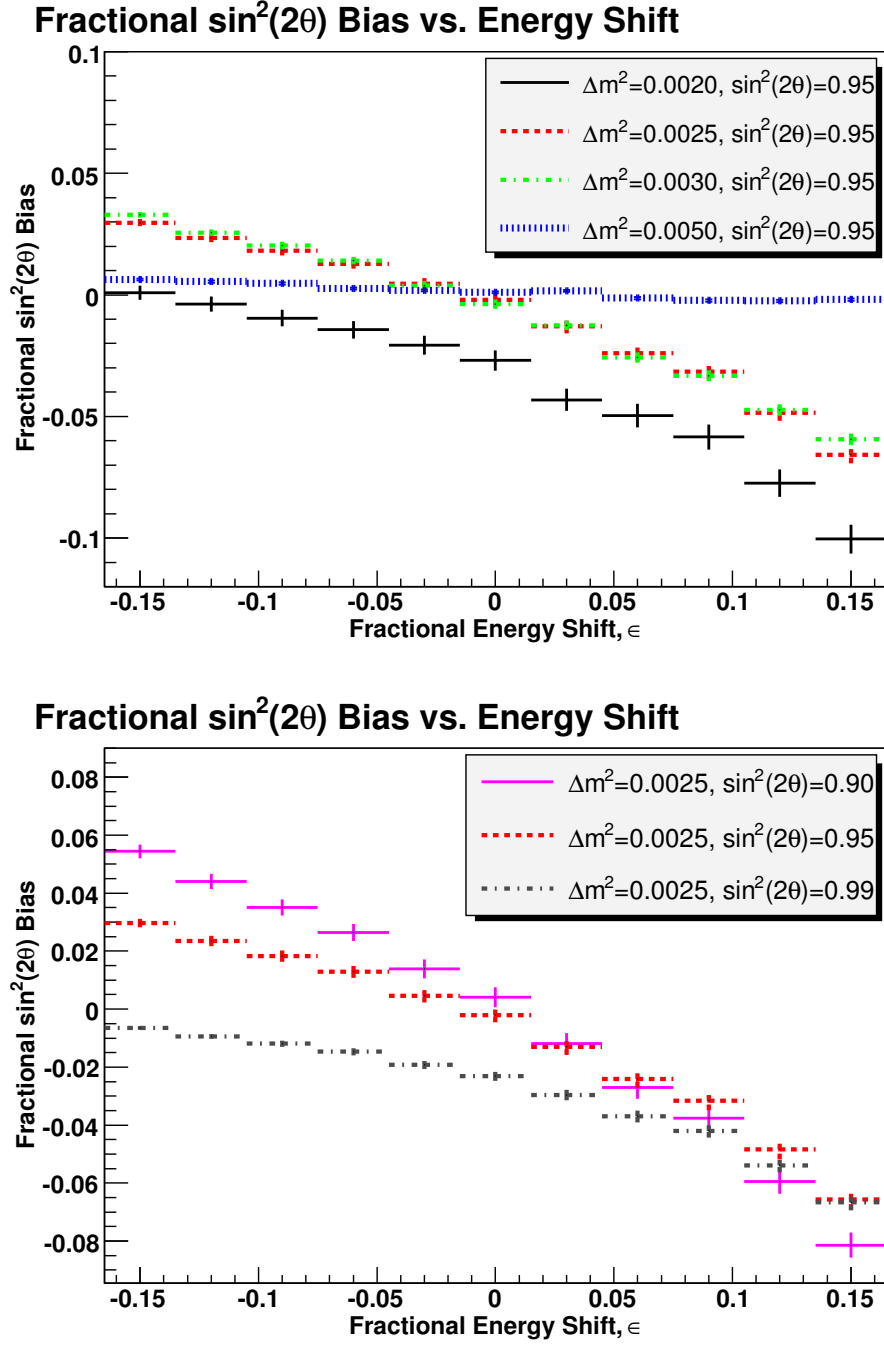 Fractional sin²(2θ) Bias vs. Energy Shift
Δm²=0.0020, sin²(2θ)=0.95
Δm²=0.0025, sin²(2θ)=0.95
Δm²=0.0030, sin²(2θ)=0.95
Δm²=0.0050, sin²(2θ)=0.95
Fractional sin²(2θ) Bias
0.1
0.05
0
-0.05
-0.1
-0.15 -0.1 -0.05 0 0.05 0.1 0.15
Fractional Energy Shift, ∈
Fractional sin²(2θ) Bias vs. Energy Shift
Δm²=0.0025, sin²(2θ)=0.90
Δm²=0.0025, sin²(2θ)=0.95
Δm²=0.0025, sin²(2θ)=0.99
Fractional sin²(2θ) Bias
0.08
0.06
0.04
0.02
0
-0.02
-0.04
-0.06
-0.08
-0.15 -0.1 -0.05 0 0.05 0.1 0.15
Fractional Energy Shift, ∈